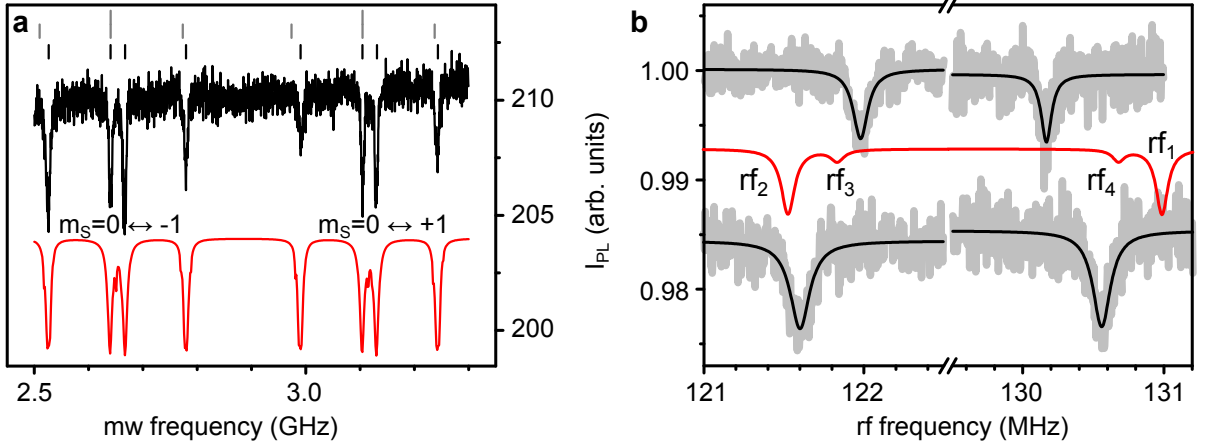 a
210
205
200
m_S=0 ↔ -1
m_S=0 ↔ +1
2.5
3.0
mw frequency (GHz)
b
1.00
0.99
0.98
I_PL (arb. units)
rf_2
rf_3
rf_4
rf_1
121
122
130
131
rf frequency (MHz)